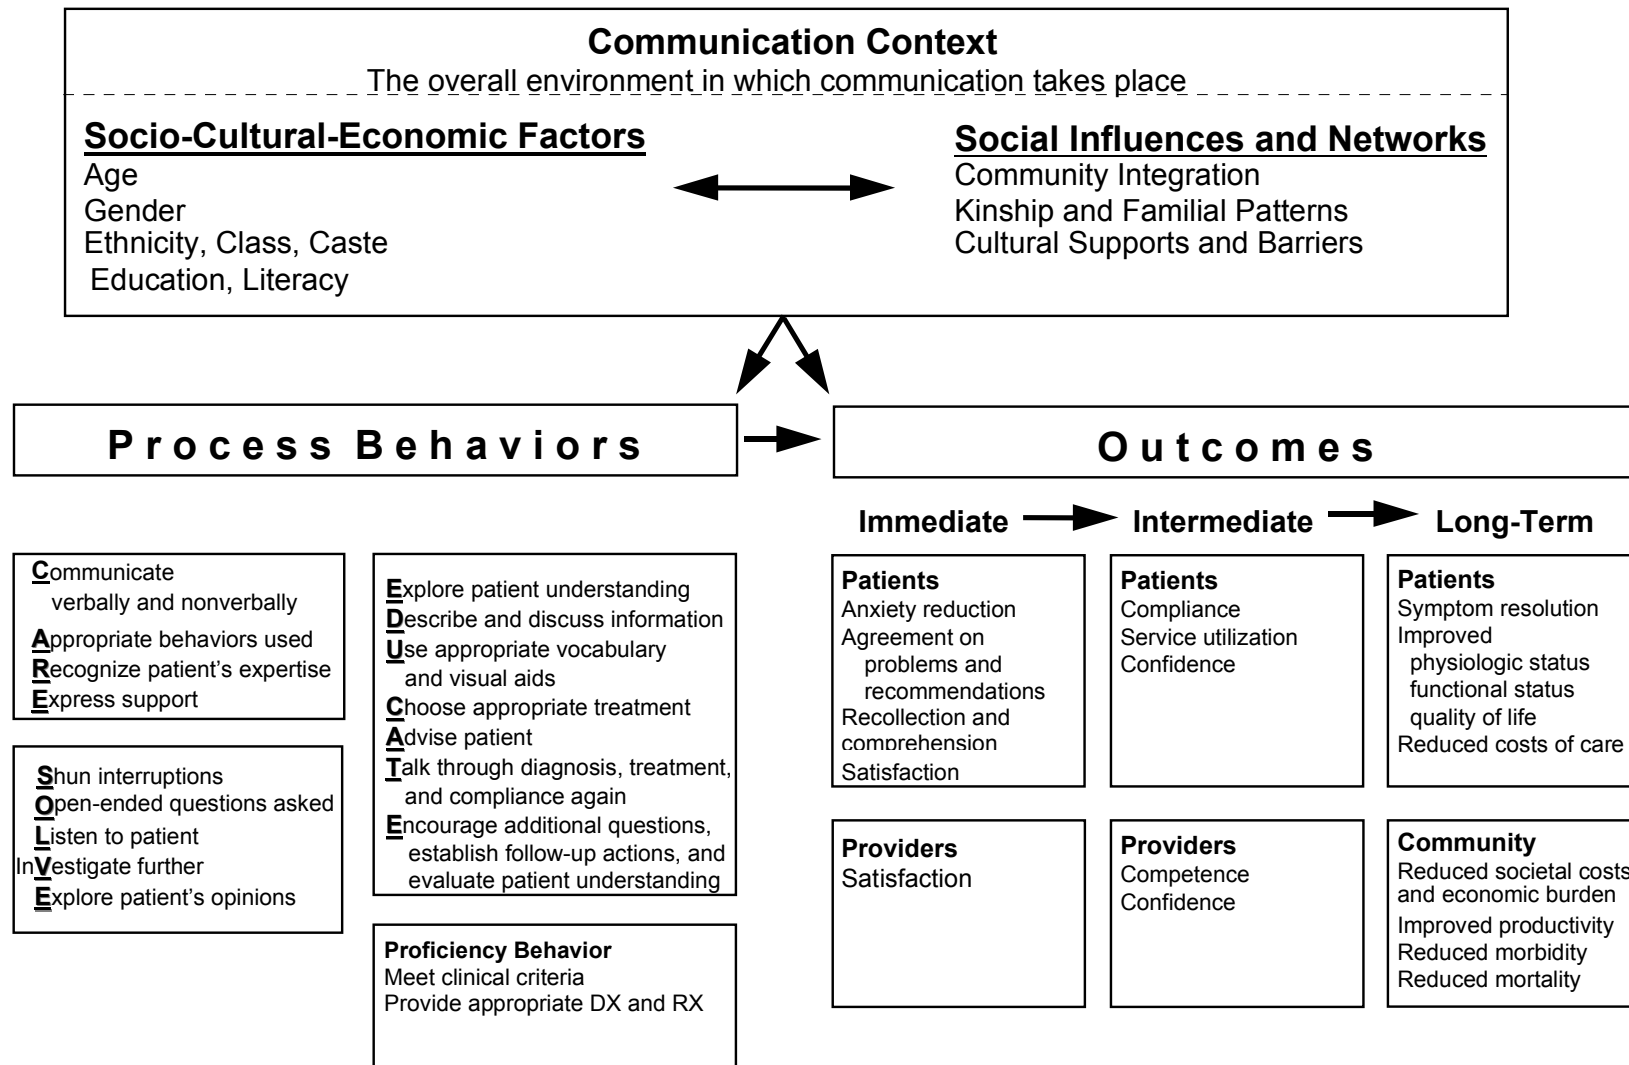 Communication Context
The overall environment in which communication takes place
Socio-Cultural-Economic Factors
Age
Gender
Ethnicity, Class, Caste
Education, Literacy
Social Influences and Networks
Community Integration
Kinship and Familial Patterns
Cultural Supports and Barriers
Process Behaviors
Outcomes
Immediate
Intermediate
Long-Term
Communicate
verbally and nonverbally
Appropriate behaviors used
Recognize patient's expertise
Express support
Shun interruptions
Open-ended questions asked
Listen to patient
InVestigate further
Explore patient's opinions
Explore patient understanding
Describe and discuss information
Use appropriate vocabulary
and visual aids
Choose appropriate treatment
Advise patient
Talk through diagnosis, treatment,
and compliance again
Encourage additional questions,
establish follow-up actions, and
evaluate patient understanding
Proficiency Behavior
Meet clinical criteria
Provide appropriate DX and RX
Patients
Anxiety reduction
Agreement on
problems and
recommendations
Recollection and
comprehension
Satisfaction
Providers
Satisfaction
Patients
Compliance
Service utilization
Confidence
Providers
Competence
Confidence
Patients
Symptom resolution
Improved
physiologic status
functional status
quality of life
Reduced costs of care
Community
Reduced societal costs
and economic burden
Improved productivity
Reduced morbidity
Reduced mortality